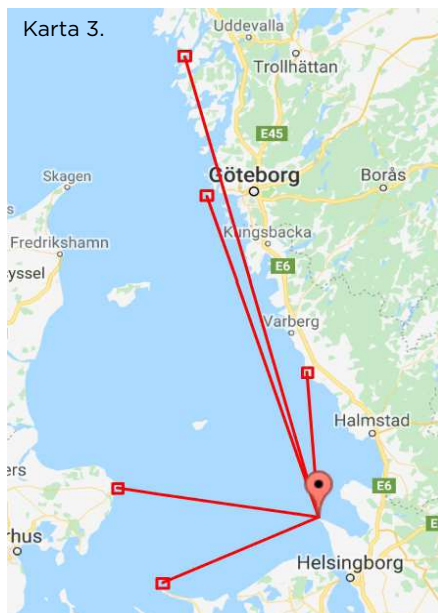 Karta 3.
Uddevalla
Trollhättan
E45
Skagen
Göteborg
Borås
Kungsbacka
Fredrikshamn
E6
yssel
Varberg
Halmstad
ers
E6
rhus
Helsingborg